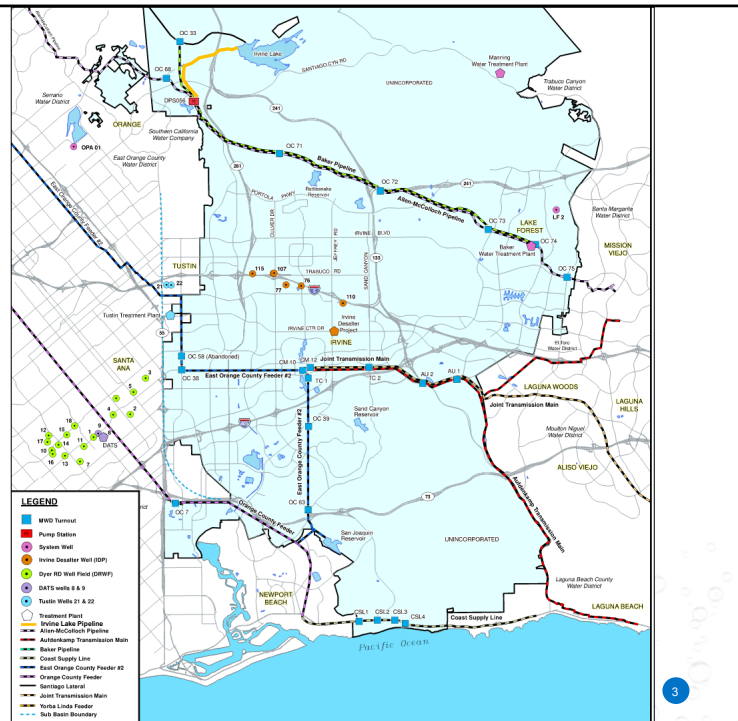 OC 33
Irvine Lake
SANTIAGO CYN RD
Manning
Water Treatment Plant
UNINCORPORATED
Trabuco Canyon
Water District
OC 68
DPS056
Serrano
Water District
ORANGE
Southern California
Water Company
OPA 01
East Orange County
Water District
241
261
OC 71
Baker Pipeline
Rattlesnake
Reservoir
OC 72
241
PORTOLA PKWY
Allen-McColloch Pipeline
CULVER DR
JEFFREY RD
IRVINE BLVD
SAND CANYON
133
OC 73
LAKE
FOREST
LF 2
Santa Margarita
Water District
OC 74
Baker
Water Treatment Plant
MISSION
VIEJO
OC 75
East Orange County
Feeder #2
TUSTIN
21
22
115
107
TRABUCO RD
77
76
110
Tustin Treatment Plant
55
Irvine
Desalter
Project
IRVINE CTR DR
IRVINE
El Toro
Water District
OC 58 (Abandoned)
SANTA
ANA
OC 38
CM 10
CM 12
Joint Transmission Main
East Orange County Feeder #2
TC 1
TC 2
AU 2
AU 1
LAGUNA WOODS
Joint Transmission Main
LAGUNA
HILLS
3
5
4
2
18
12
15
17
14
9
1
8
DATS
11
10
16
13
7
Sand Canyon
Reservoir
OC 39
East Orange County Feeder #2
Moulton Niguel
Water District
ALISO VIEJO
73
OC 63
OC 7
Orange County
Feeder
San Joaquin
Reservoir
UNINCORPORATED
Aufdenkamp Transmission Main
NEWPORT
BEACH
Laguna Beach County
Water District
LAGUNA BEACH
CSL1
CSL2
CSL3
CSL4
Coast Supply Line
Pacific Ocean
LEGEND
MWD Turnout
Pump Station
System Well
Irvine Desalter Well (IDP)
Dyer RD Well Field (DRWF)
DATS wells 8 & 9
Tustin Wells 21 & 22
Treatment Plant
Irvine Lake Pipeline
Allen-McColloch Pipeline
Aufdenkamp Transmission Main
Baker Pipeline
Coast Supply Line
East Orange County Feeder #2
Orange County Feeder
Santiago Lateral
Joint Transmission Main
Yorba Linda Feeder
Sub Basin Boundary
3